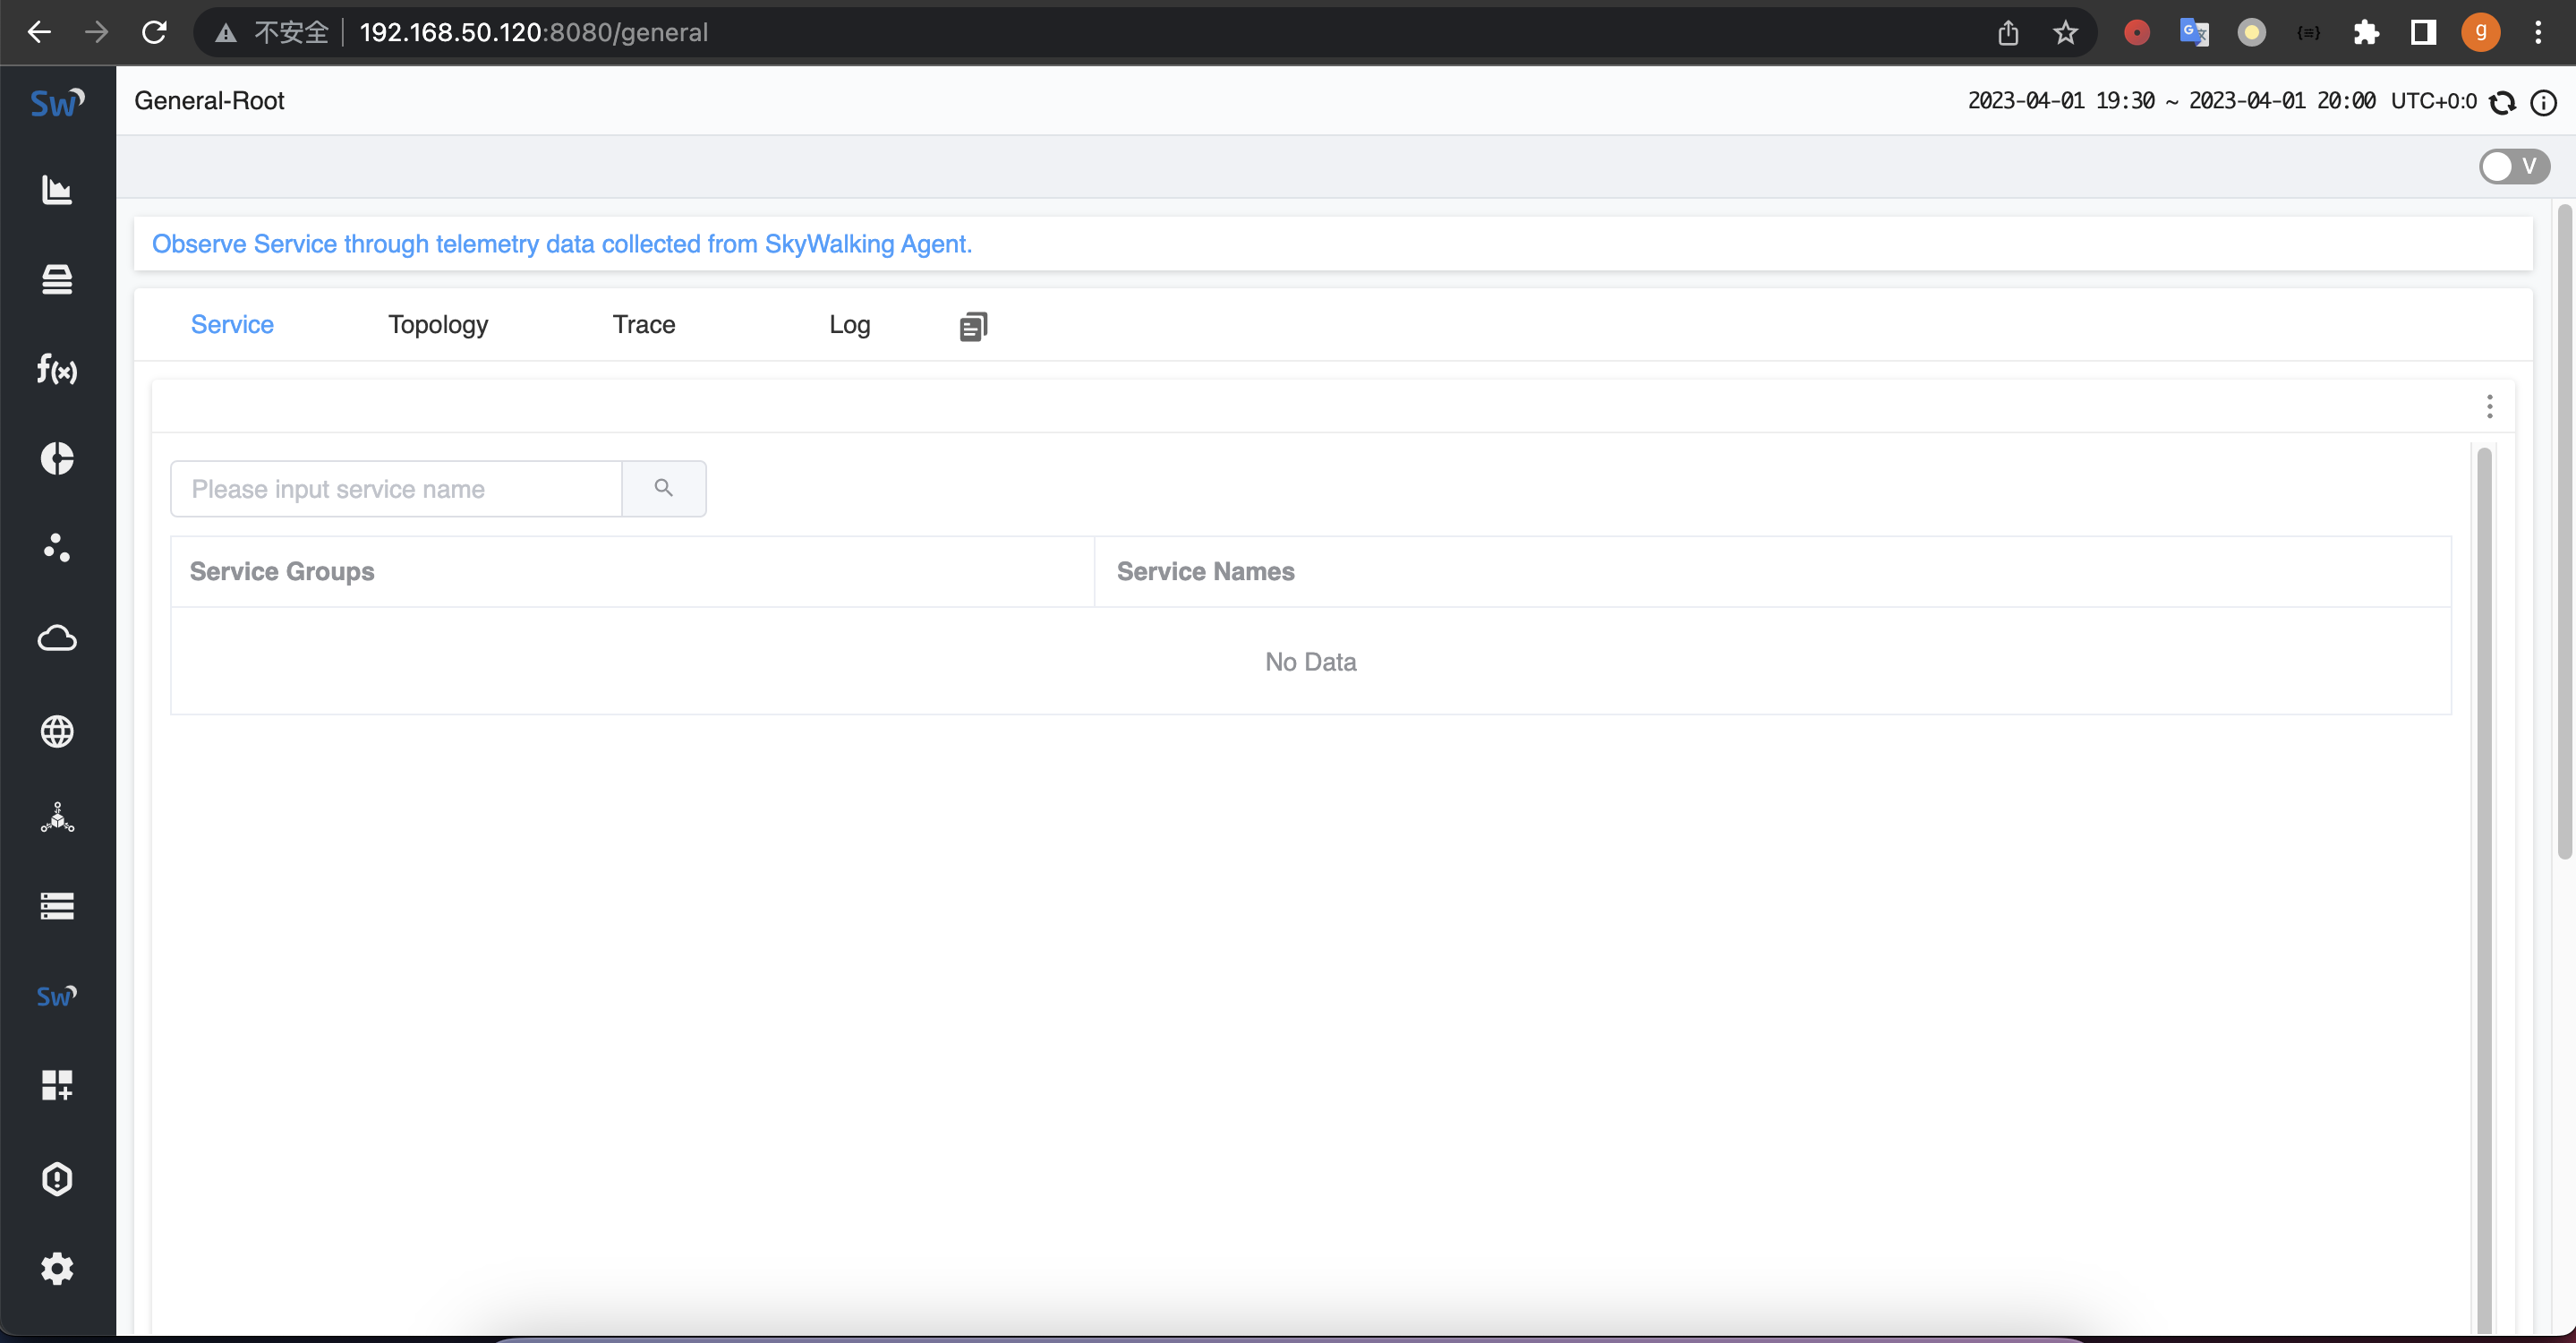 不安全 192.168.50.120:8080/general
g
Sw
General-Root
2023-04-01 19:30 ~ 2023-04-01 20:00 UTC+0:0
V
Observe Service through telemetry data collected from SkyWalking Agent.
Service Topology Trace Log
f(x)
Please input service name
Service Groups Service Names
No Data
Sw